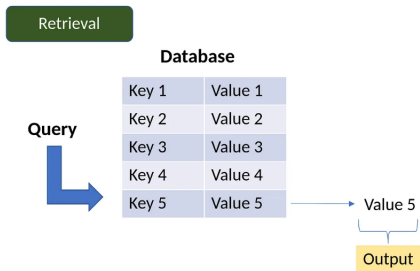 Retrieval
Database
Key 1 Value 1
Key 2 Value 2
Query
Key 3 Value 3
Key 4 Value 4
Key 5 Value 5
Value 5
Output